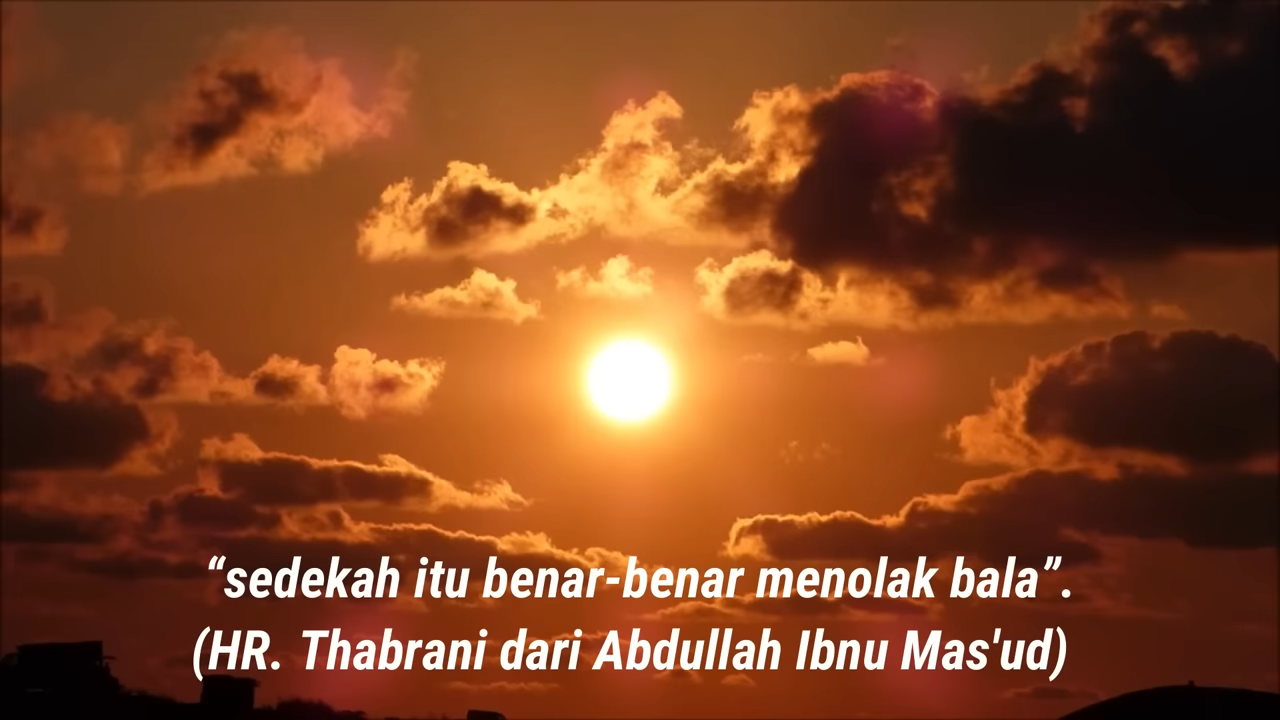 “sedekah itu benar-benar menolak bala”.
(HR. Thabrani dari Abdullah Ibnu Mas'ud)